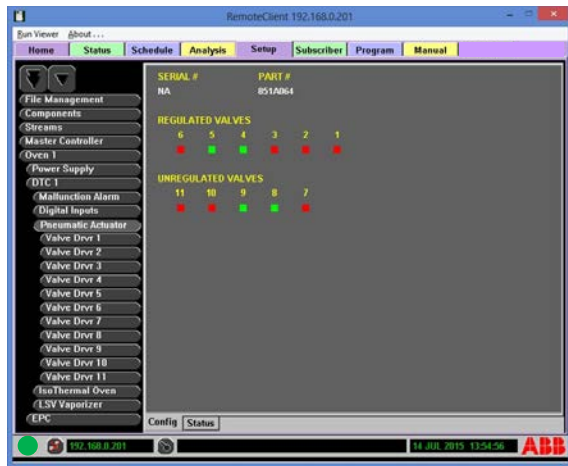 RemoteClient 192.168.0.201
Run Viewer About...
Home Status Schedule Analysis Setup Subscriber Program Manual
SERIAL # PART #
NA 851A064
File Management
Components
Streams
Master Controller
Oven 1
Power Supply
DTC 1
Malfunction Alarm
Digital Inputs
Pneumatic Actuator
Valve Drvr 1
Valve Drvr 2
Valve Drvr 3
Valve Drvr 4
Valve Drvr 5
Valve Drvr 6
Valve Drvr 7
Valve Drvr 8
Valve Drvr 9
Valve Drvr 10
Valve Drvr 11
IsoThermal Oven
LSV Vaporizer
EPC
REGULATED VALVES
6 5 4 3 2 1
UNREGULATED VALVES
11 10 9 8 7
Config Status
192.168.0.201
14 JUL 2015 13:54:56
ABB